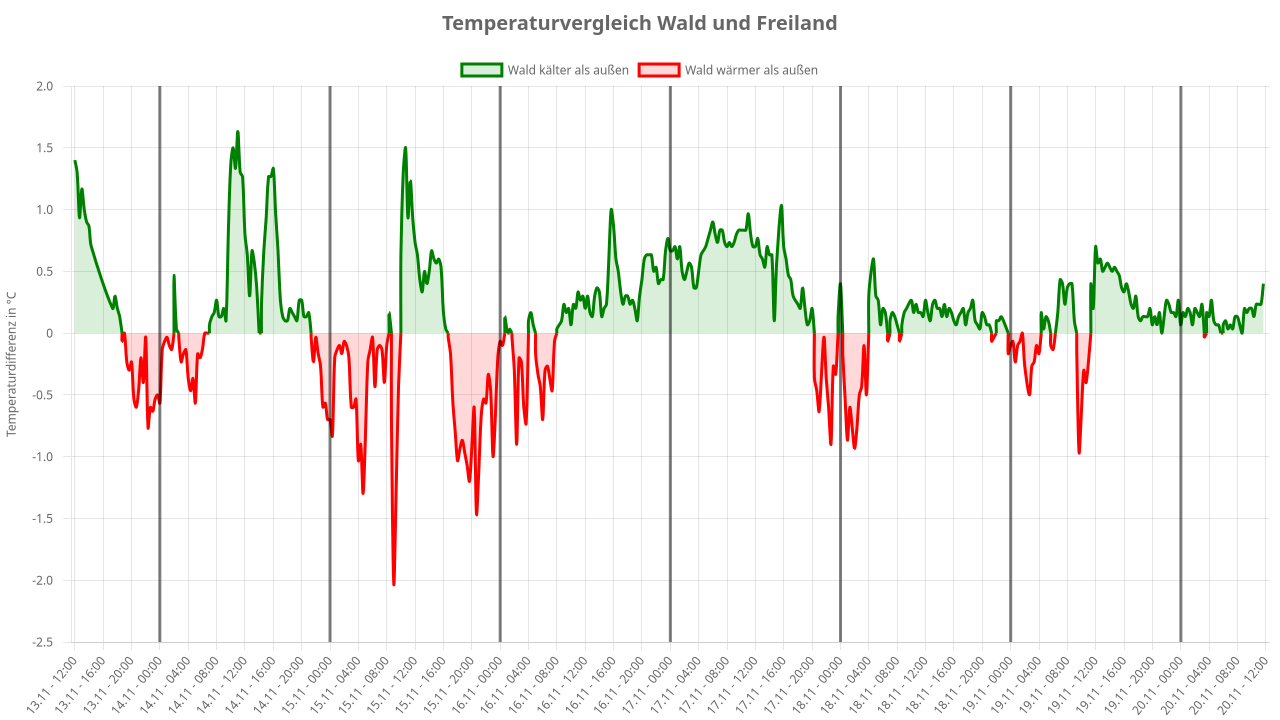 Temperaturvergleich Wald und Freiland
Wald kälter als außen
Wald wärmer als außen
Temperaturdifferenz in °C
2.0
1.5
1.0
0.5
0
-0.5
-1.0
-1.5
-2.0
-2.5
13.11 - 12:00
13.11 - 16:00
13.11 - 20:00
14.11 - 00:00
14.11 - 04:00
14.11 - 08:00
14.11 - 12:00
14.11 - 16:00
14.11 - 20:00
15.11 - 00:00
15.11 - 04:00
15.11 - 08:00
15.11 - 12:00
15.11 - 16:00
15.11 - 20:00
16.11 - 00:00
16.11 - 04:00
16.11 - 08:00
16.11 - 12:00
16.11 - 16:00
16.11 - 20:00
17.11 - 00:00
17.11 - 04:00
17.11 - 08:00
17.11 - 12:00
17.11 - 16:00
17.11 - 20:00
18.11 - 00:00
18.11 - 04:00
18.11 - 08:00
18.11 - 12:00
18.11 - 16:00
18.11 - 20:00
19.11 - 00:00
19.11 - 04:00
19.11 - 08:00
19.11 - 12:00
19.11 - 16:00
19.11 - 20:00
20.11 - 00:00
20.11 - 04:00
20.11 - 08:00
20.11 - 12:00